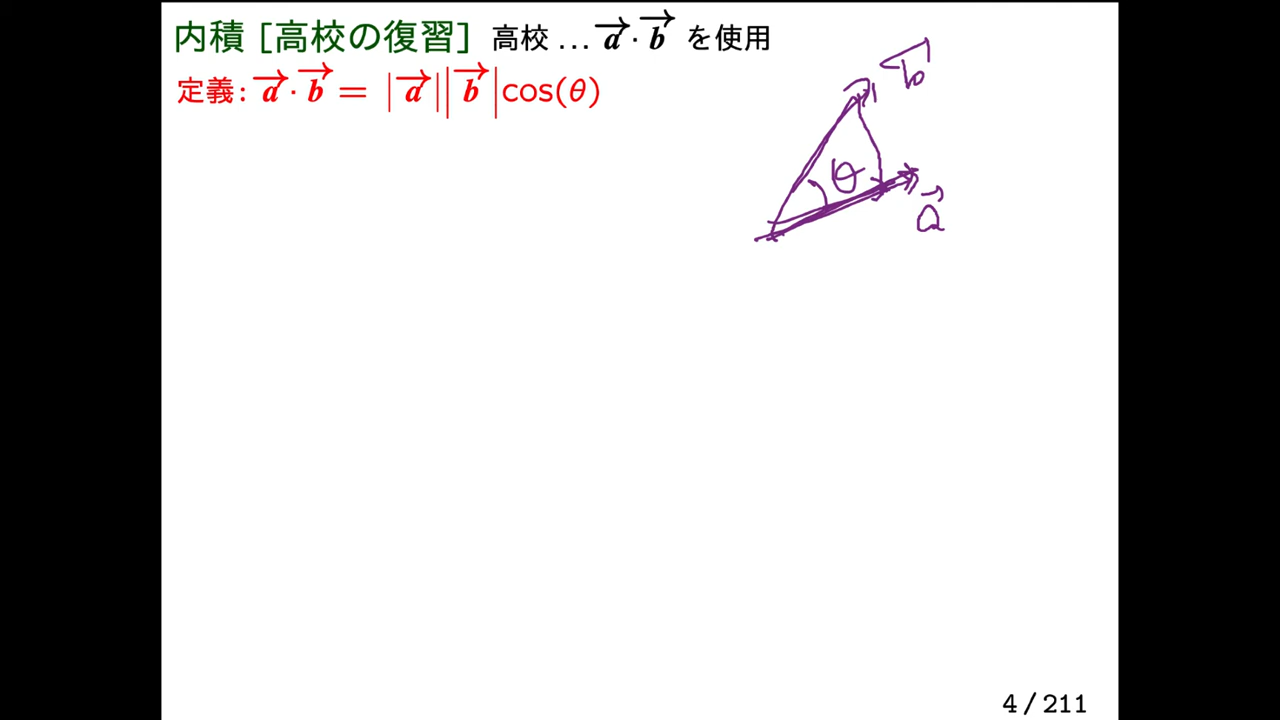 内積 [高校の復習] 高校 … a⃗·b⃗ を使用
定義: a⃗·b⃗ = |a⃗||b⃗|cos(θ)
b⃗
θ
a⃗
4 / 211